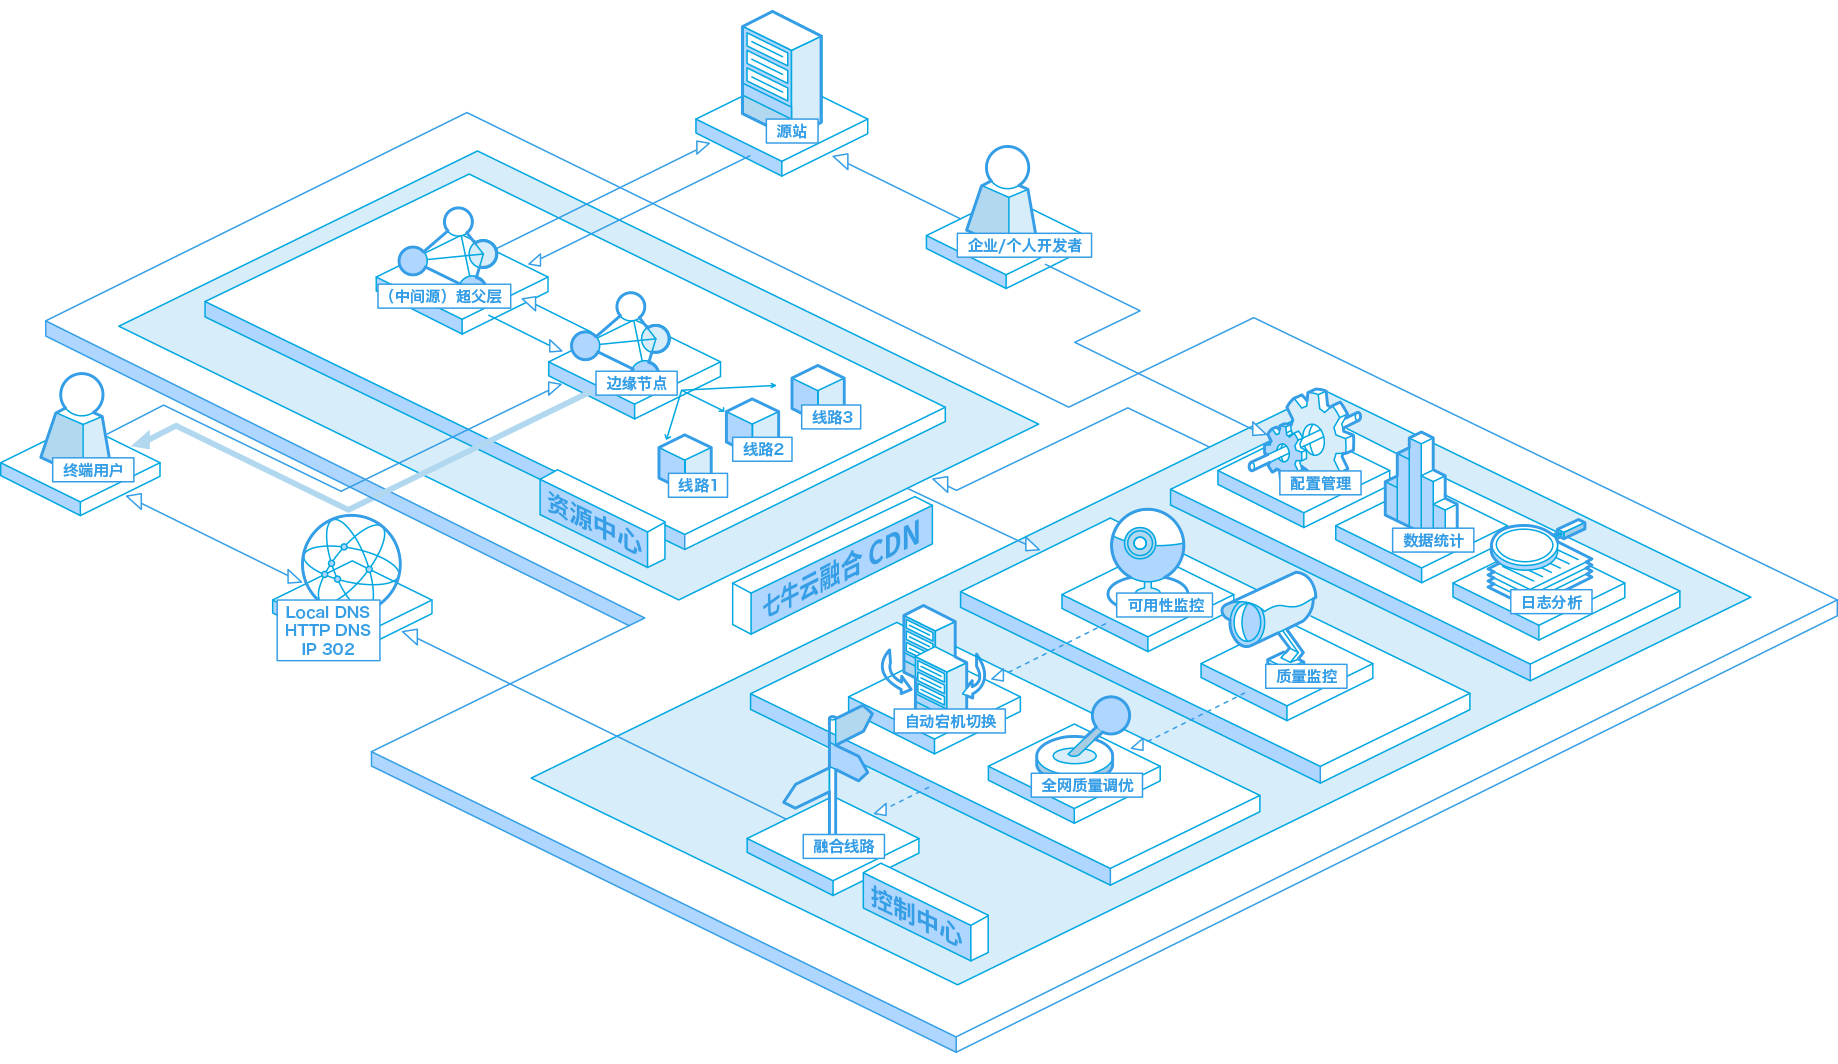 源站
企业/个人开发者
（中间源）超父层
边缘节点
线路3
线路2
线路1
终端用户
资源中心
七牛云融合 CDN
Local DNS
HTTP DNS
IP 302
配置管理
数据统计
日志分析
可用性监控
质量监控
自动宕机切换
全网质量调优
融合线路
控制中心